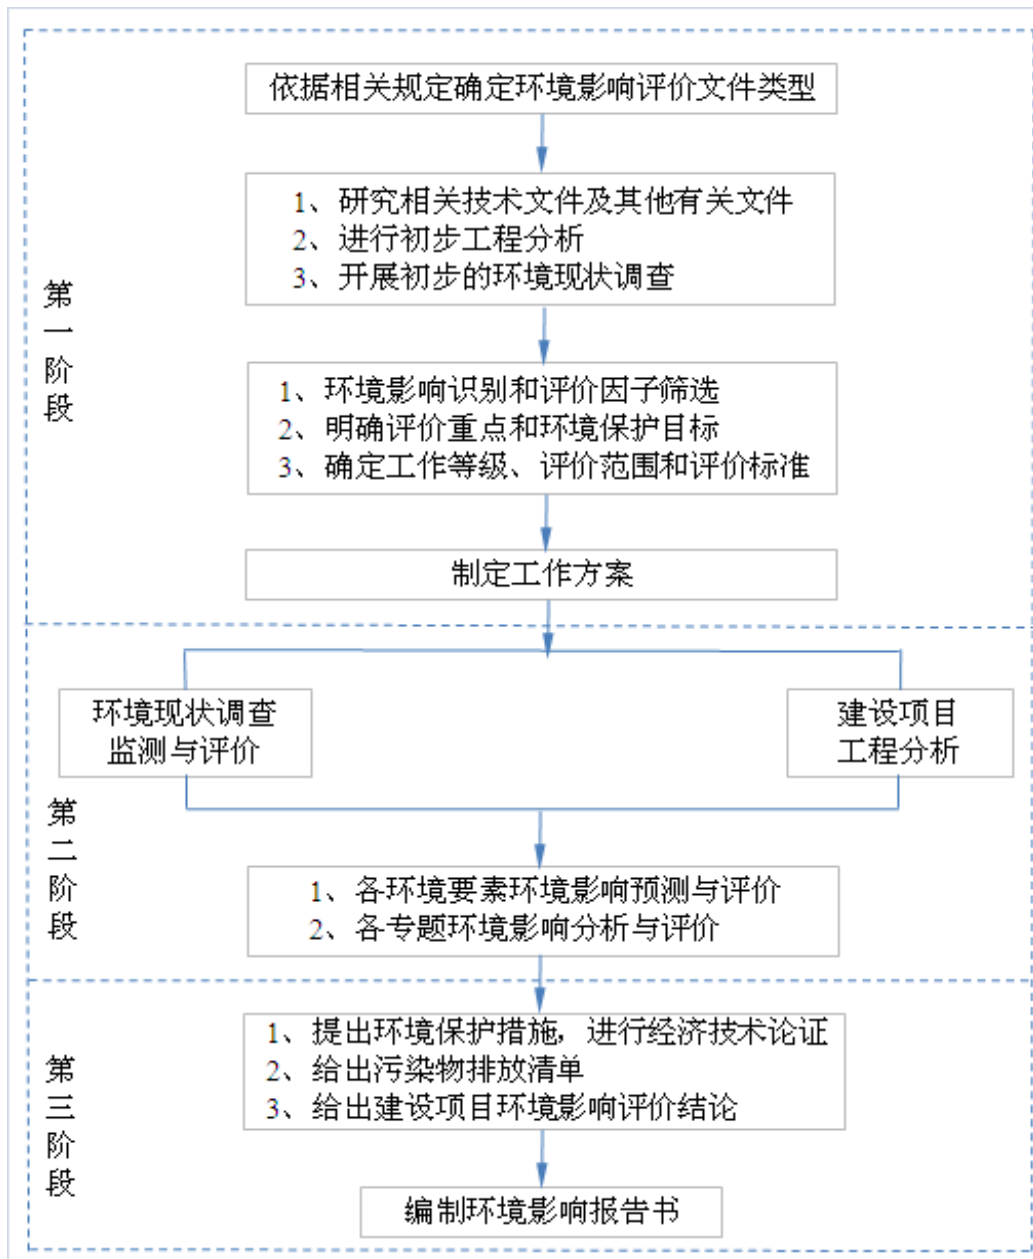 依据相关规定确定环境影响评价文件类型
1、研究相关技术文件及其他有关文件
2、进行初步工程分析
3、开展初步的环境现状调查
第一阶段
1、环境影响识别和评价因子筛选
2、明确评价重点和环境保护目标
3、确定工作等级、评价范围和评价标准
制定工作方案
环境现状调查
监测与评价
建设项目
工程分析
第二阶段
1、各环境要素环境影响预测与评价
2、各专题环境影响分析与评价
1、提出环境保护措施，进行经济技术论证
2、给出污染物排放清单
3、给出建设项目环境影响评价结论
第三阶段
编制环境影响报告书